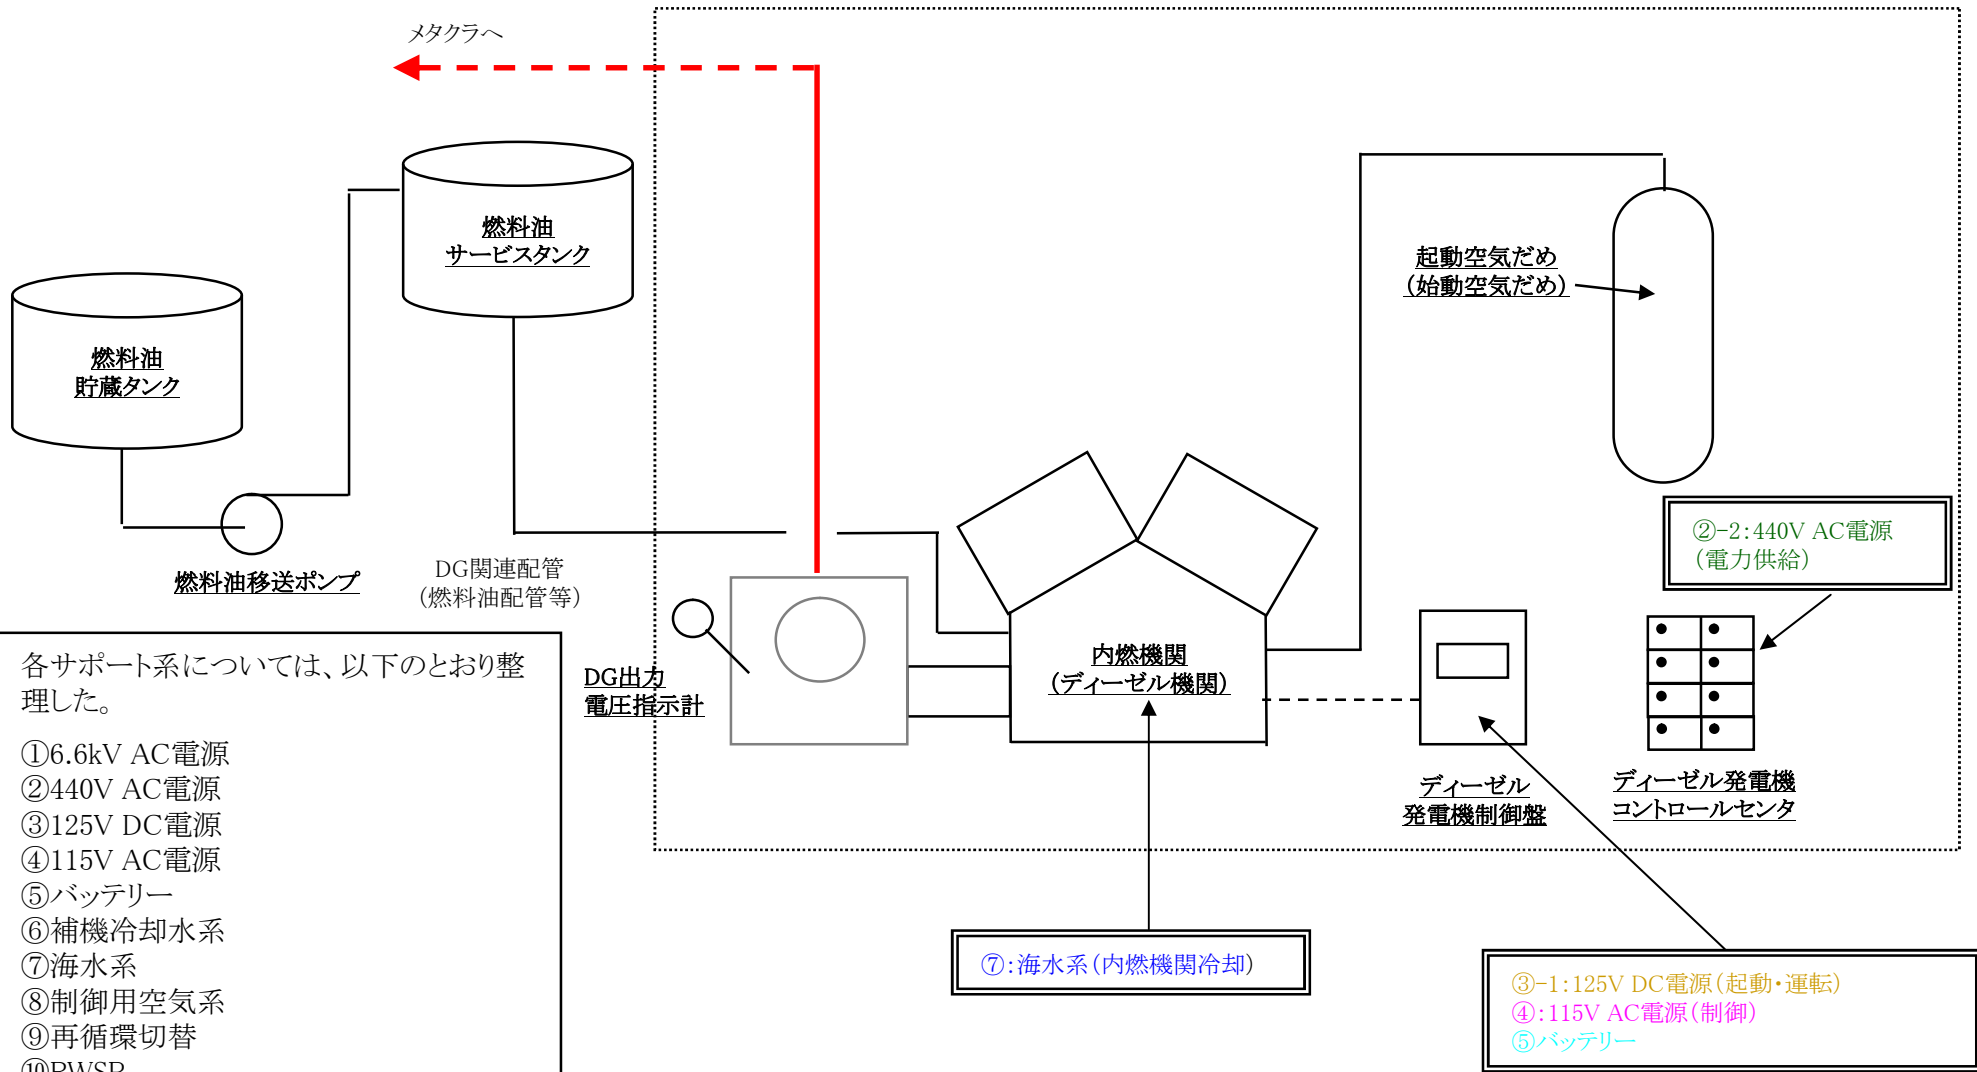 メタクラへ
燃料油
サービスタンク
燃料油
貯蔵タンク
起動空気だめ
（始動空気だめ）
燃料油移送ポンプ
DG関連配管
（燃料油配管等）
②-2：440V AC電源
（電力供給）
内燃機関
（ディーゼル機関）
DG出力
電圧指示計
ディーゼル
発電機制御盤
ディーゼル発電機
コントロールセンタ
各サポート系については、以下のとおり整
理した。
①6.6kV AC電源
②440V AC電源
③125V DC電源
④115V AC電源
⑤バッテリー
⑥補機冷却水系
⑦海水系
⑧制御用空気系
⑨再循環切替
⑩RWSP
⑦：海水系（内燃機関冷却）
③-1：125V DC電源（起動・運転）
④：115V AC電源（制御）
⑤バッテリー